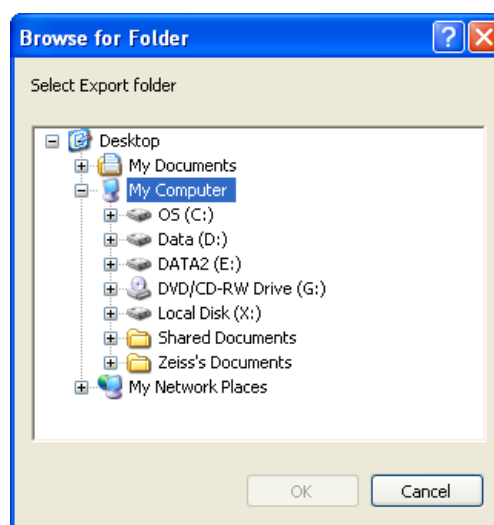 Browse for Folder
Select Export folder
Desktop
My Documents
My Computer
OS (C:)
Data (D:)
DATA2 (E:)
DVD/CD-RW Drive (G:)
Local Disk (X:)
Shared Documents
Zeiss's Documents
My Network Places
OK Cancel